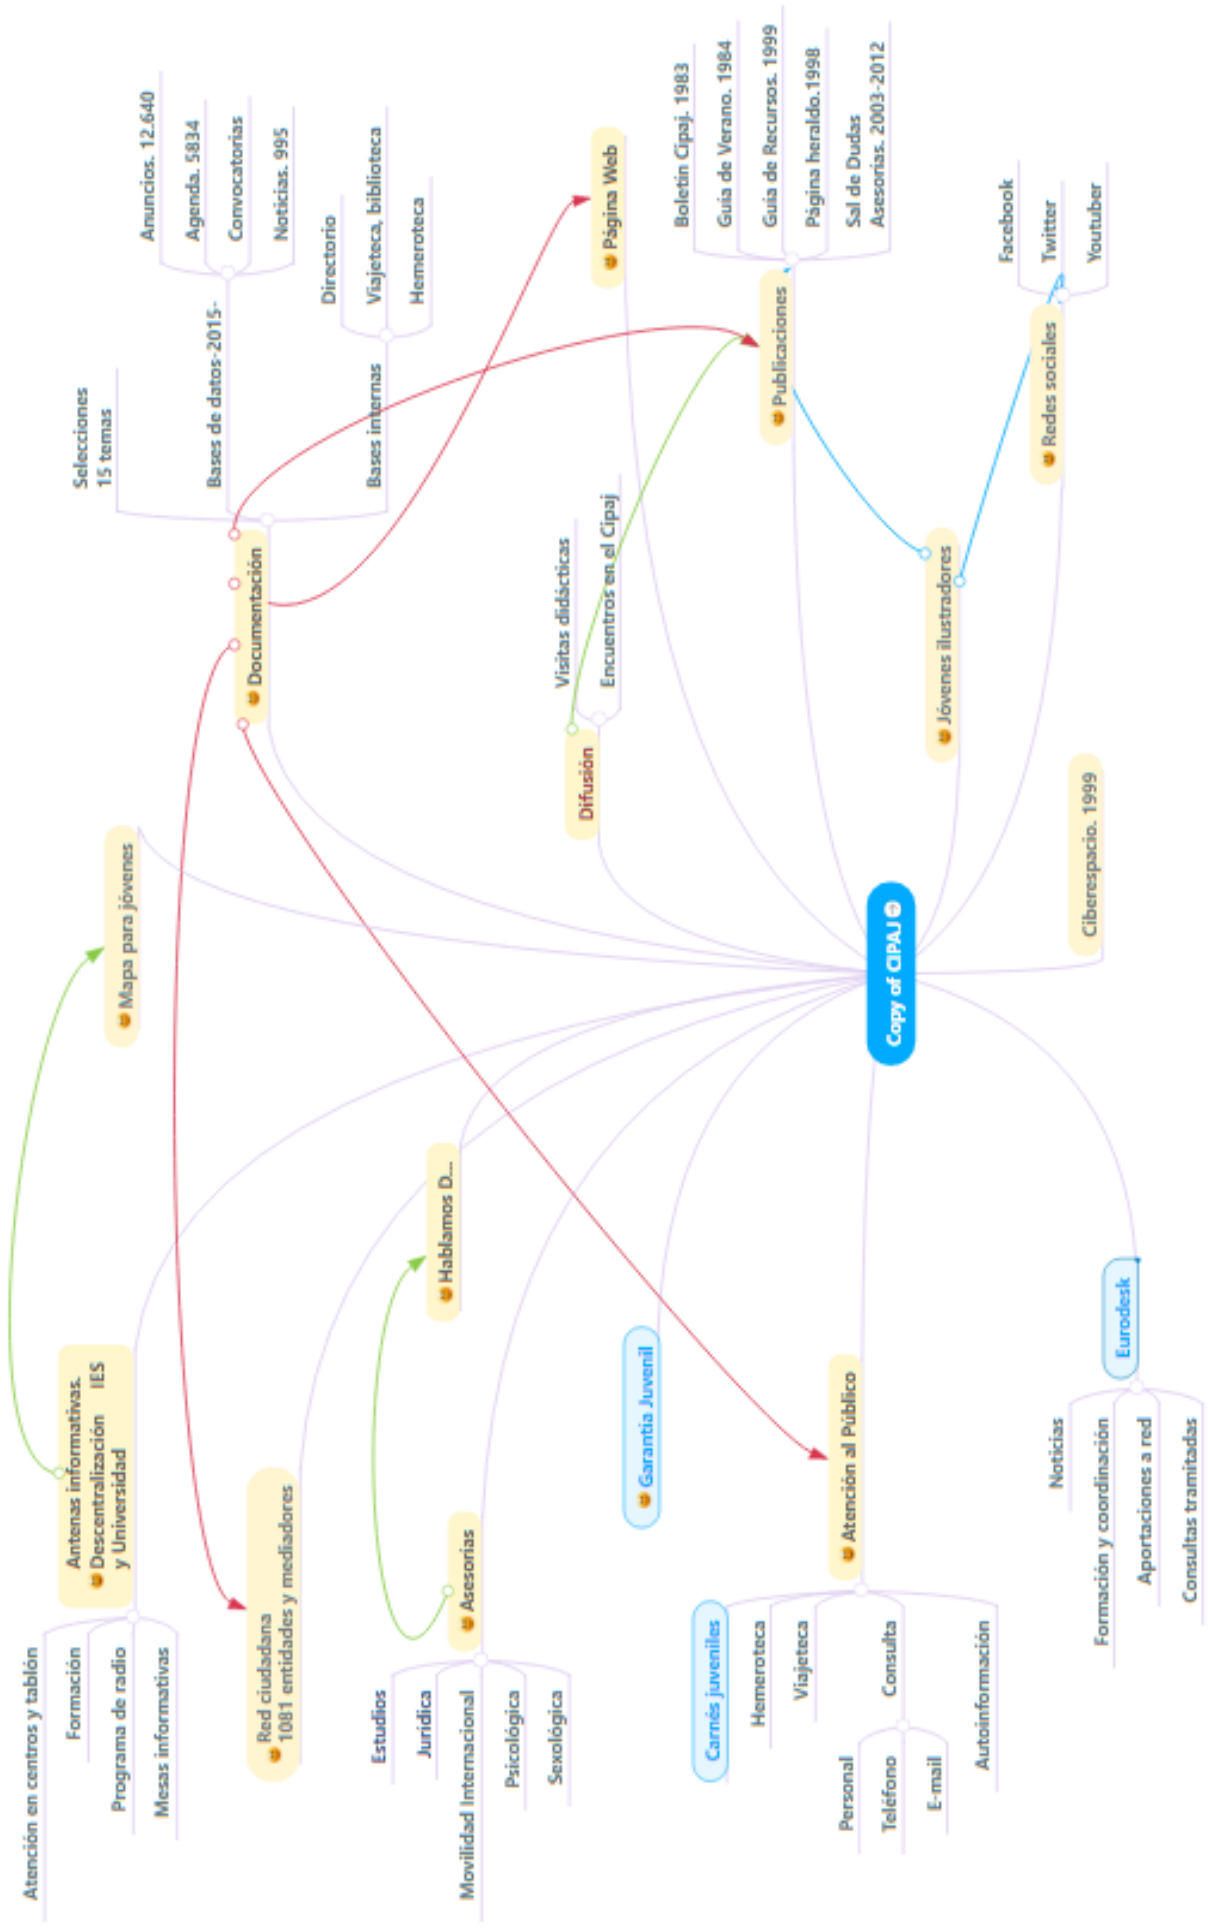 Atención en centros y tablón
Formación
Programa de radio
Mesas informativas
Antenas informativas.
Descentralización IES
y Universidad
Red ciudadana
1081 entidades y mediadores
Estudios
Jurídica
Movilidad Internacional
Psicológica
Sexológica
Asesorias
Hablamos D...
Garantia Juvenil
Carnés juveniles
Hemeroteca
Viajeteca
Personal
Teléfono
E-mail
Consulta
Autoinformación
Atención al Público
Noticias
Formación y coordinación
Aportaciones a red
Consultas tramitadas
Eurodesk
Copy of CIPAJ
Mapa para jóvenes
Documentación
Selecciones
15 temas
Bases de datos-2015-
Anuncios. 12.640
Agenda. 5834
Convocatorias
Noticias. 995
Bases internas
Directorio
Viajeteca, biblioteca
Hemeroteca
Difusión
Visitas didácticas
Encuentros en el Cipaj
Página Web
Publicaciones
Boletín Cipaj. 1983
Guia de Verano. 1984
Guia de Recursos. 1999
Página heraldo.1998
Sal de Dudas
Asesorias. 2003-2012
Jóvenes ilustradores
Redes sociales
Facebook
Twitter
Youtuber
Ciberespacio. 1999